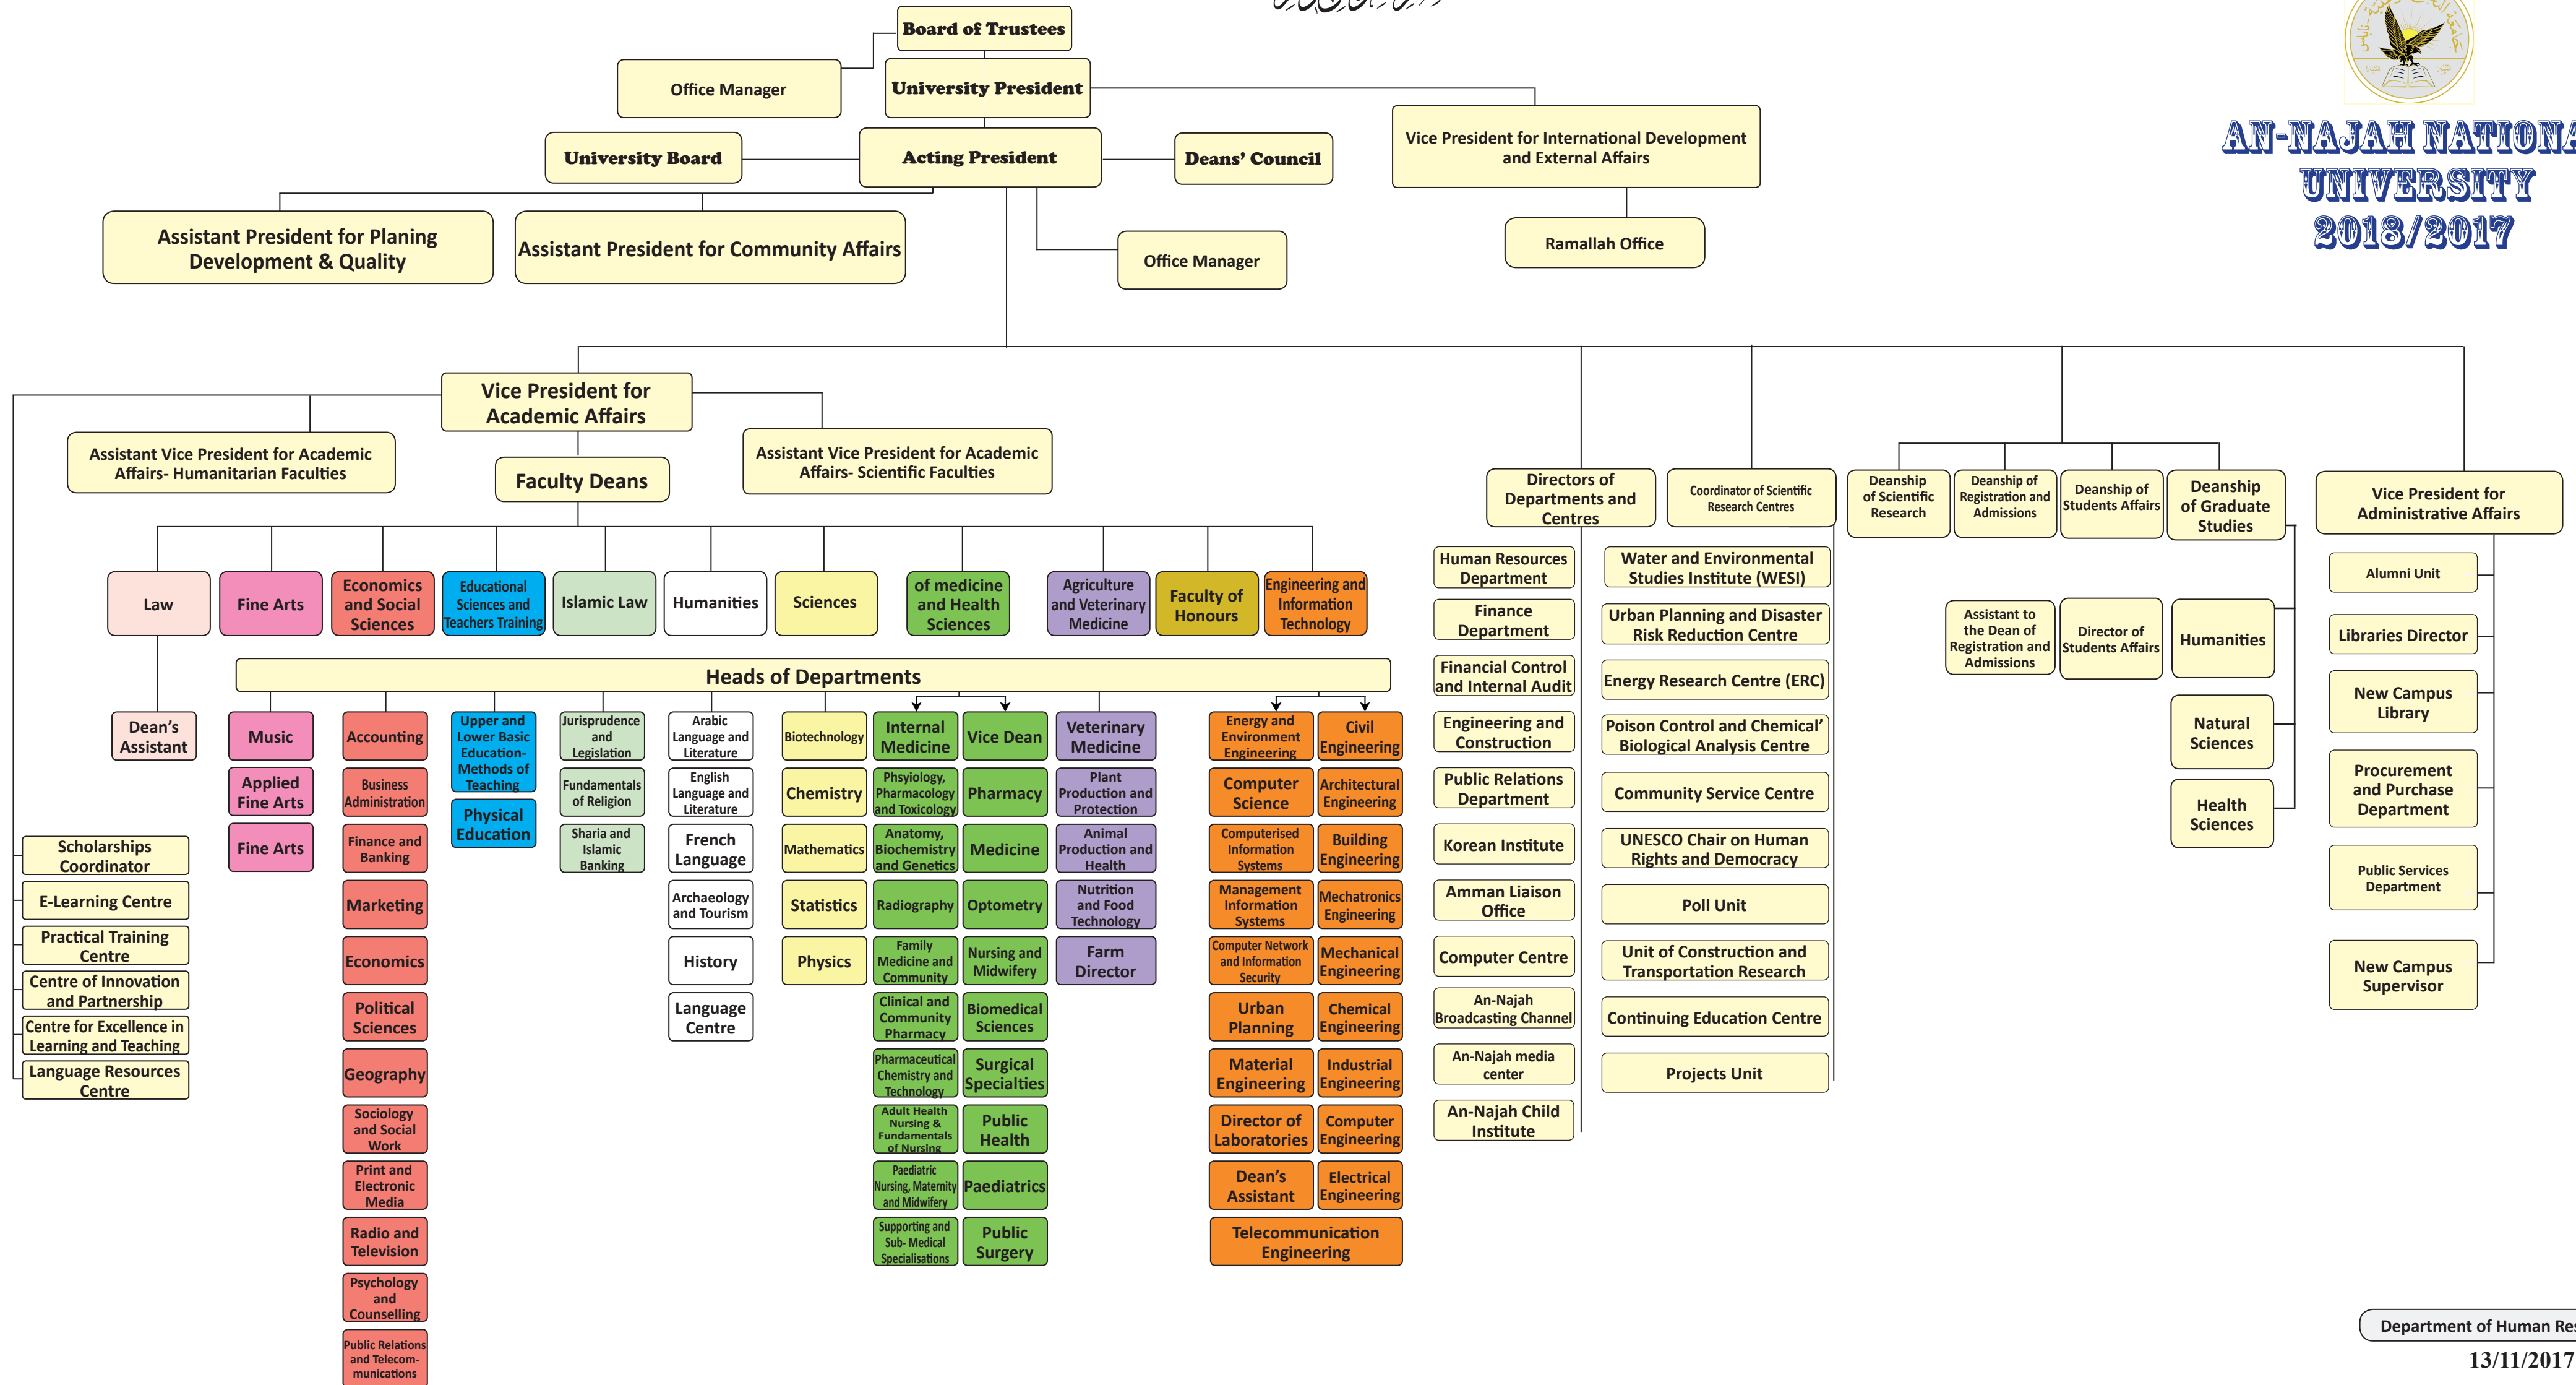 Board of Trustees
Office Manager
University President
University Board
Acting President
Deans' Council
Vice President for International Development
and External Affairs
AN-NAJAH NATIONA
UNIVERSITY
2018/2017
Assistant President for Planing
Development & Quality
Assistant President for Community Affairs
Office Manager
Ramallah Office
Vice President for
Academic Affairs
Assistant Vice President for Academic
Affairs- Humanitarian Faculties
Faculty Deans
Assistant Vice President for Academic
Affairs- Scientific Faculties
Directors of
Departments and
Centres
Coordinator of Scientific
Research Centres
Deanship
of Scientific
Research
Deanship of
Registration and
Admissions
Deanship of
Students Affairs
Deanship
of Graduate
Studies
Vice President for
Administrative Affairs
Law
Fine Arts
Economics
and Social
Sciences
Educational
Sciences and
Teachers Training
Islamic Law
Humanities
Sciences
of medicine
and Health
Sciences
Agriculture
and Veterinary
Medicine
Faculty of
Honours
Engineering and
Information
Technology
Heads of Departments
Dean's
Assistant
Music
Applied
Fine Arts
Fine Arts
Accounting
Business
Administration
Finance and
Banking
Marketing
Economics
Political
Sciences
Geography
Sociology
and Social
Work
Print and
Electronic
Media
Radio and
Television
Psychology
and
Counselling
Public Relations
and Telecom-
munications
Upper and
Lower Basic
Education-
Methods of
Teaching
Physical
Education
Jurisprudence
and
Legislation
Fundamentals
of Religion
Sharia and
Islamic
Banking
Arabic
Language and
Literature
English
Language and
Literature
French
Language
Archaeology
and Tourism
History
Language
Centre
Biotechnology
Chemistry
Mathematics
Statistics
Physics
Internal
Medicine
Phsyiology,
Pharmacology
and Toxicology
Anatomy,
Biochemistry
and Genetics
Radiography
Family
Medicine and
Community
Clinical and
Community
Pharmacy
Pharmaceutical
Chemistry and
Technology
Adult Health
Nursing &
Fundamentals
of Nursing
Paediatric
Nursing, Maternity
and Midwifery
Supporting and
Sub- Medical
Specialisations
Vice Dean
Pharmacy
Medicine
Optometry
Nursing and
Midwifery
Biomedical
Sciences
Surgical
Specialties
Public
Health
Paediatrics
Public
Surgery
Veterinary
Medicine
Plant
Production and
Protection
Animal
Production and
Health
Nutrition
and Food
Technology
Farm
Director
Energy and
Environment
Engineering
Computer
Science
Computerised
Information
Systems
Management
Information
Systems
Computer Network
and Information
Security
Urban
Planning
Material
Engineering
Director of
Laboratories
Dean's
Assistant
Civil
Engineering
Architectural
Engineering
Building
Engineering
Mechatronics
Engineering
Mechanical
Engineering
Chemical
Engineering
Industrial
Engineering
Computer
Engineering
Electrical
Engineering
Telecommunication
Engineering
Scholarships
Coordinator
E-Learning Centre
Practical Training
Centre
Centre of Innovation
and Partnership
Centre for Excellence in
Learning and Teaching
Language Resources
Centre
Human Resources
Department
Finance
Department
Financial Control
and Internal Audit
Engineering and
Construction
Public Relations
Department
Korean Institute
Amman Liaison
Office
Computer Centre
An-Najah
Broadcasting Channel
An-Najah media
center
An-Najah Child
Institute
Water and Environmental
Studies Institute (WESI)
Urban Planning and Disaster
Risk Reduction Centre
Energy Research Centre (ERC)
Poison Control and Chemical'
Biological Analysis Centre
Community Service Centre
UNESCO Chair on Human
Rights and Democracy
Poll Unit
Unit of Construction and
Transportation Research
Continuing Education Centre
Projects Unit
Assistant to
the Dean of
Registration and
Admissions
Director of
Students Affairs
Humanities
Natural
Sciences
Health
Sciences
Alumni Unit
Libraries Director
New Campus
Library
Procurement
and Purchase
Department
Public Services
Department
New Campus
Supervisor
Department of Human Res
13/11/2017